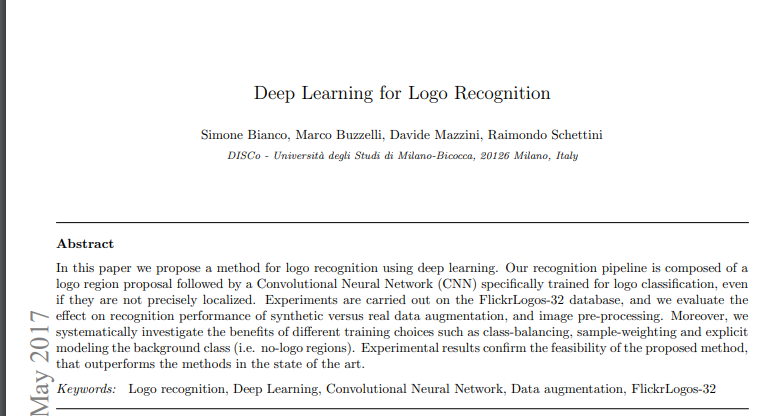 Deep Learning for Logo Recognition
Simone Bianco, Marco Buzzelli, Davide Mazzini, Raimondo Schettini
DISCo - Università degli Studi di Milano-Bicocca, 20126 Milano, Italy
Abstract
In this paper we propose a method for logo recognition using deep learning. Our recognition pipeline is composed of a
logo region proposal followed by a Convolutional Neural Network (CNN) specifically trained for logo classification, even
if they are not precisely localized. Experiments are carried out on the FlickrLogos-32 database, and we evaluate the
effect on recognition performance of synthetic versus real data augmentation, and image pre-processing. Moreover, we
systematically investigate the benefits of different training choices such as class-balancing, sample-weighting and explicit
modeling the background class (i.e. no-logo regions). Experimental results confirm the feasibility of the proposed method,
that outperforms the methods in the state of the art.
Keywords: Logo recognition, Deep Learning, Convolutional Neural Network, Data augmentation, FlickrLogos-32
May 2017